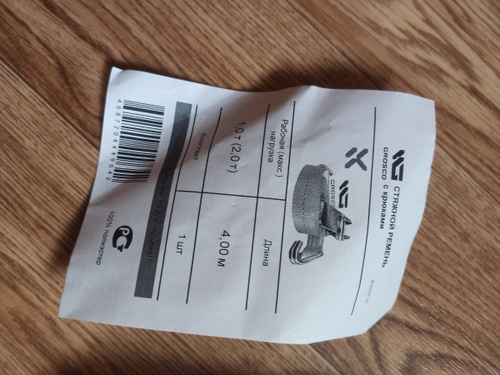 СТЯЖНОЙ РЕМЕНЬ
GROSCO с крюками
GROSCO
Рабочая (макс.)
нагрузка
Длина
1,0 т (2,0 т)
4,00 м
Комплект
1 шт
100% полиэстер